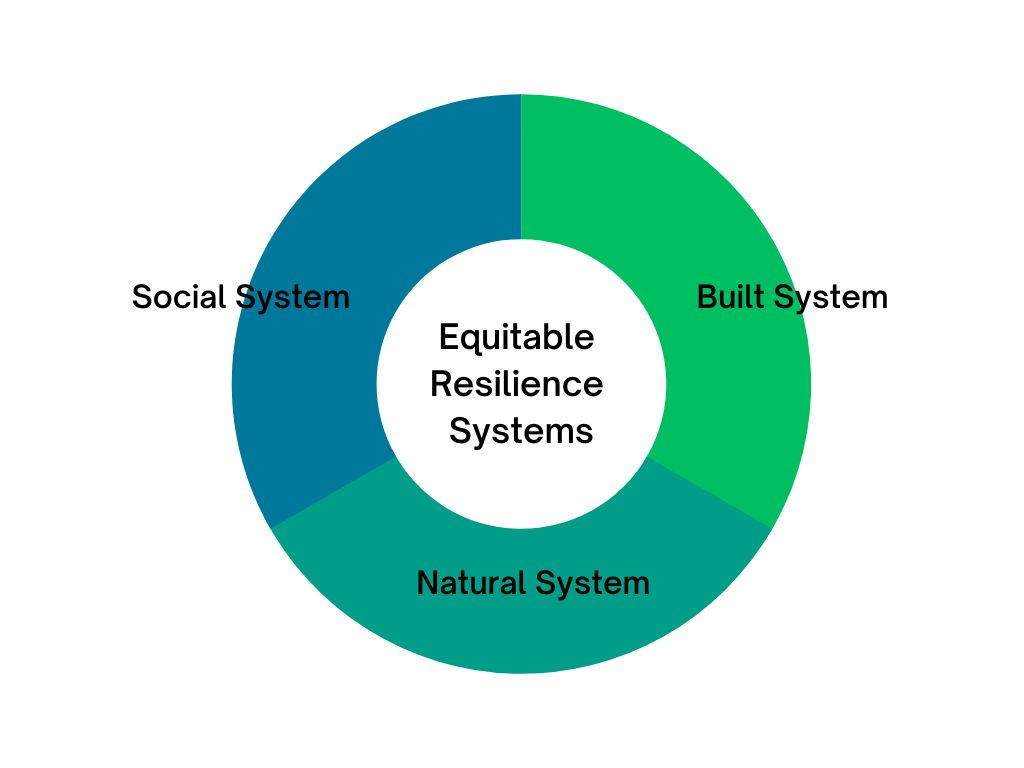 Social System
Built System
Equitable
Resilience
Systems
Natural System